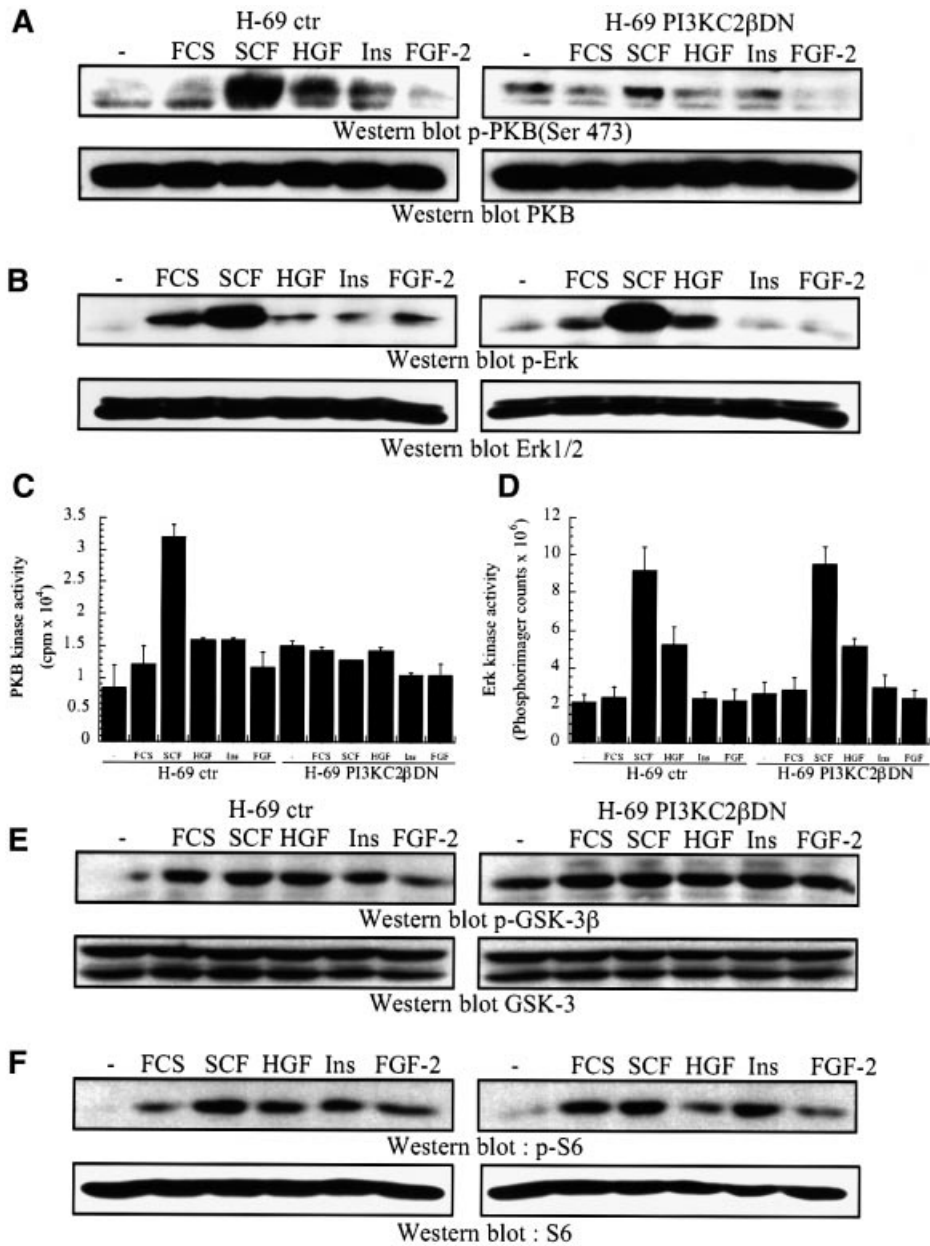 A
H-69 ctr
H-69 PI3KC2βDN
- FCS SCF HGF Ins FGF-2
- FCS SCF HGF Ins FGF-2
Western blot p-PKB(Ser 473)
Western blot PKB
B
- FCS SCF HGF Ins FGF-2
- FCS SCF HGF Ins FGF-2
Western blot p-Erk
Western blot Erk1/2
C
PKB kinase activity
(cpm x 10⁴)
3.5
3
2.5
2
1.5
1
0.5
0
- FCS SCF HGF Ins FGF - FCS SCF HGF Ins FGF
H-69 ctr
H-69 PI3KC2βDN
D
Erk kinase activity
(Phosphorimager counts x 10⁶)
12
10
8
6
4
2
0
FCS SCF HGF Ins FGF FCS SCF HGF Ins FGF
H-69 ctr
H-69 PI3KC2βDN
E
H-69 ctr
H-69 PI3KC2βDN
- FCS SCF HGF Ins FGF-2
- FCS SCF HGF Ins FGF-2
Western blot p-GSK-3β
Western blot GSK-3
F
- FCS SCF HGF Ins FGF-2
- FCS SCF HGF Ins FGF-2
Western blot : p-S6
Western blot : S6